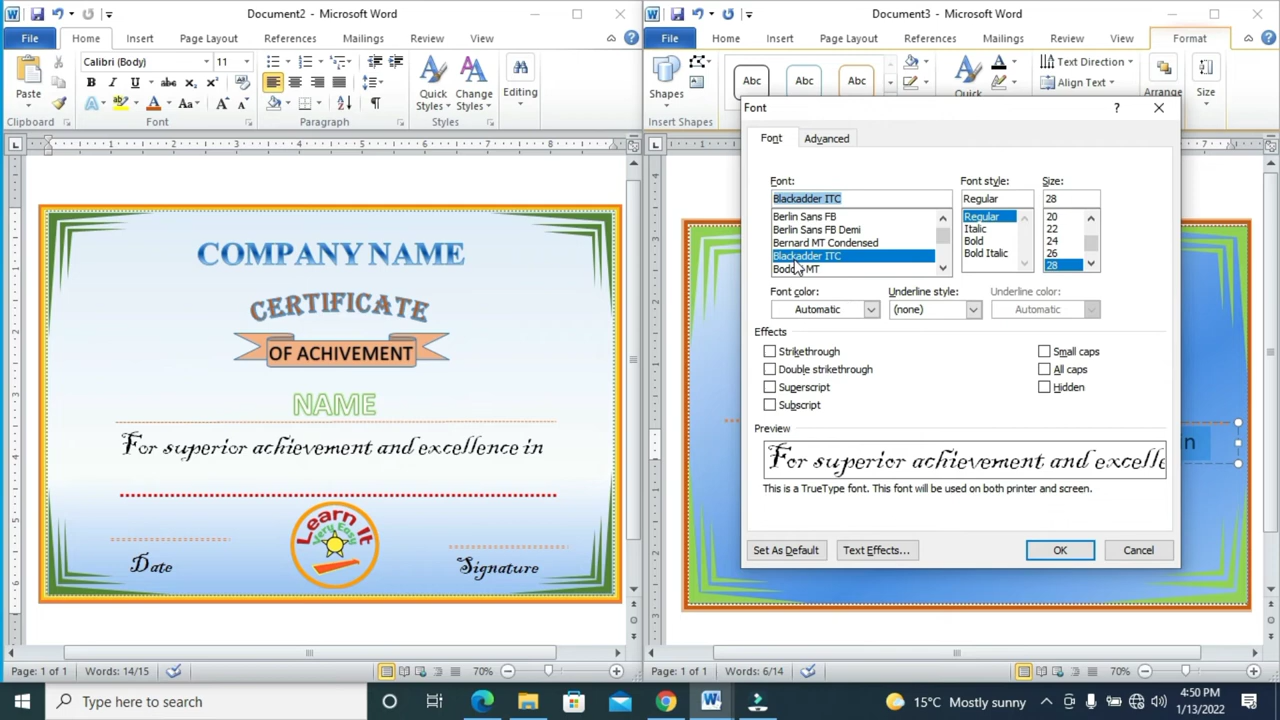 Document2 - Microsoft Word
File Home Insert Page Layout References Mailings Review View
Paste
Calibri (Body) 11
Quick Styles
Change Styles
Editing
Clipboard Font Paragraph Styles
COMPANY NAME
CERTIFICATE
OF ACHIVEMENT
NAME
For superior achievement and excellence in
Learn It
Very Easy
Date
Signature
Page: 1 of 1 Words: 14/15 70%
Document3 - Microsoft Word
File Home Insert Page Layout References Mailings Review View Format
Shapes
Abc Abc Abc
Quick
Text Direction
Align Text
Arrange
Size
Insert Shapes
in
Font
Font Advanced
Font: Font style: Size:
Blackadder ITC Regular 28
Berlin Sans FB Regular 20
Berlin Sans FB Demi Italic 22
Bernard MT Condensed Bold 24
Blackadder ITC Bold Italic 26
28
Font color: Underline style: Underline color:
Automatic (none) Automatic
Effects
Strikethrough Small caps
Double strikethrough All caps
Superscript Hidden
Subscript
Preview
For superior achievement and excelle
This is a TrueType font. This font will be used on both printer and screen.
Set As Default Text Effects... OK Cancel
Page: 1 of 1 Words: 6/14 70%
Type here to search
15°C Mostly sunny
4:50 PM
1/13/2022